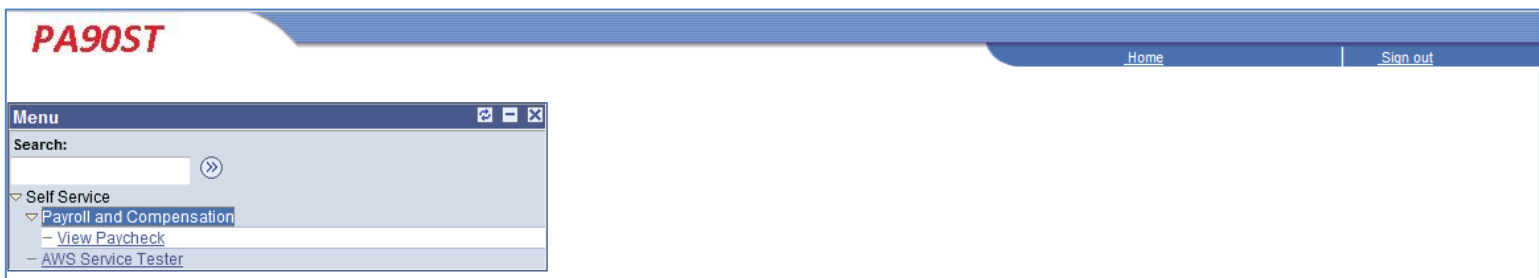 PA90ST
Home Sign out
Menu
Search:
Self Service
Payroll and Compensation
View Paycheck
AWS Service Tester